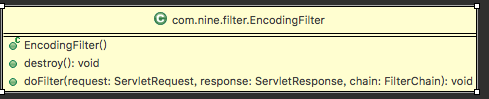 C com.nine.filter.EncodingFilter
C EncodingFilter()
destroy(): void
doFilter(request: ServletRequest, response: ServletResponse, chain: FilterChain): void